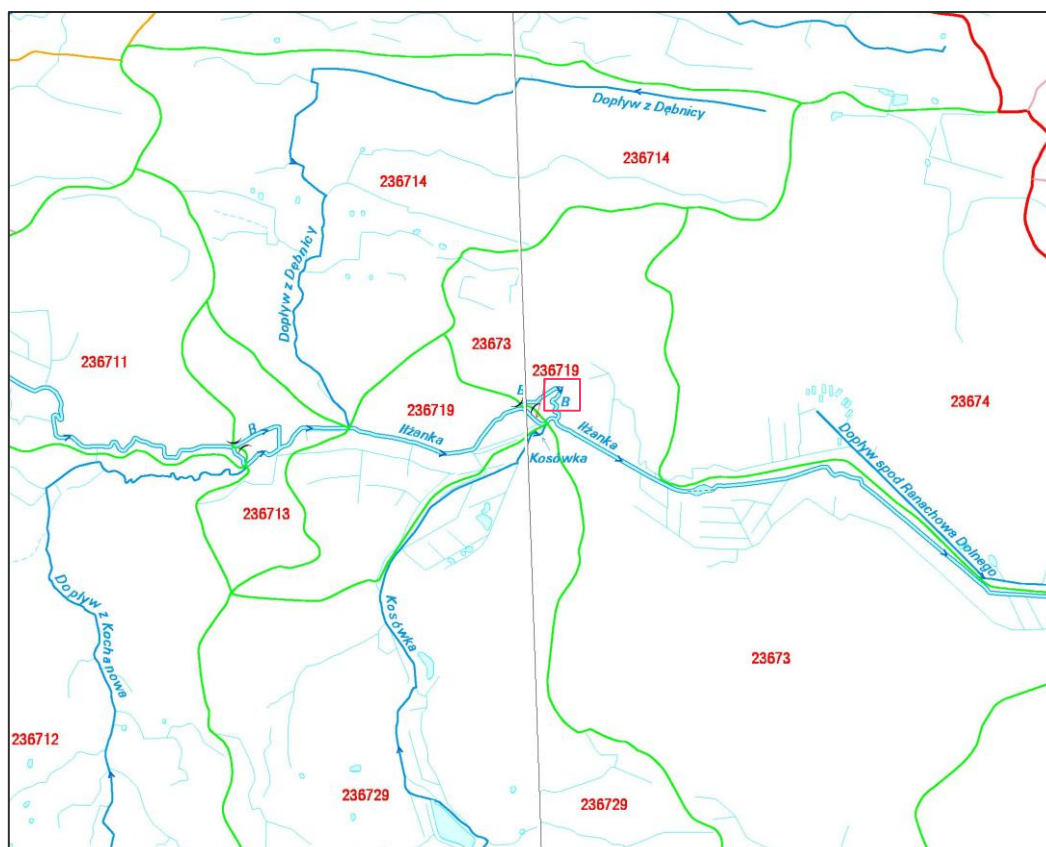 Dopływ z Dębnicy
236714
236714
Dopływ z Dębnicy
23673
236719
236711
B
B
23674
236719
B
Iłżanka
Iłżanka
Kosówka
Dopływ spod Ranachowa Dolnego
236713
Dopływ z Kochanowa
Kosówka
23673
236712
236729
236729